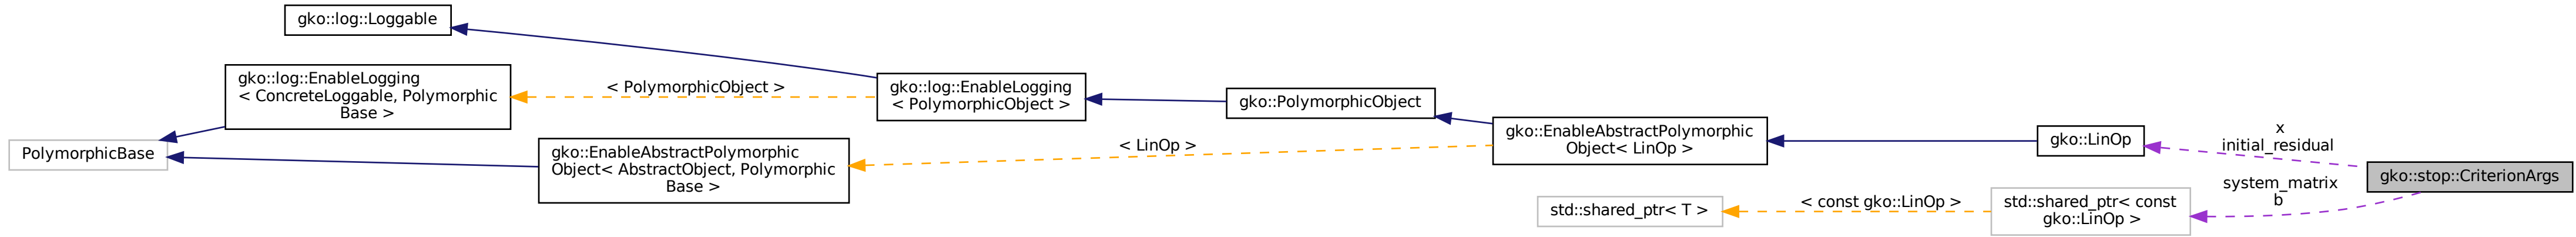 gko::log::Loggable
gko::log::EnableLogging
< ConcreteLoggable, Polymorphic
Base >
< PolymorphicObject >
gko::log::EnableLogging
< PolymorphicObject >
gko::PolymorphicObject
PolymorphicBase
gko::EnableAbstractPolymorphic
Object< AbstractObject, Polymorphic
Base >
< LinOp >
gko::EnableAbstractPolymorphic
Object< LinOp >
gko::LinOp
x
initial_residual
gko::stop::CriterionArgs
system_matrix
b
std::shared_ptr< T >
< const gko::LinOp >
std::shared_ptr< const
gko::LinOp >